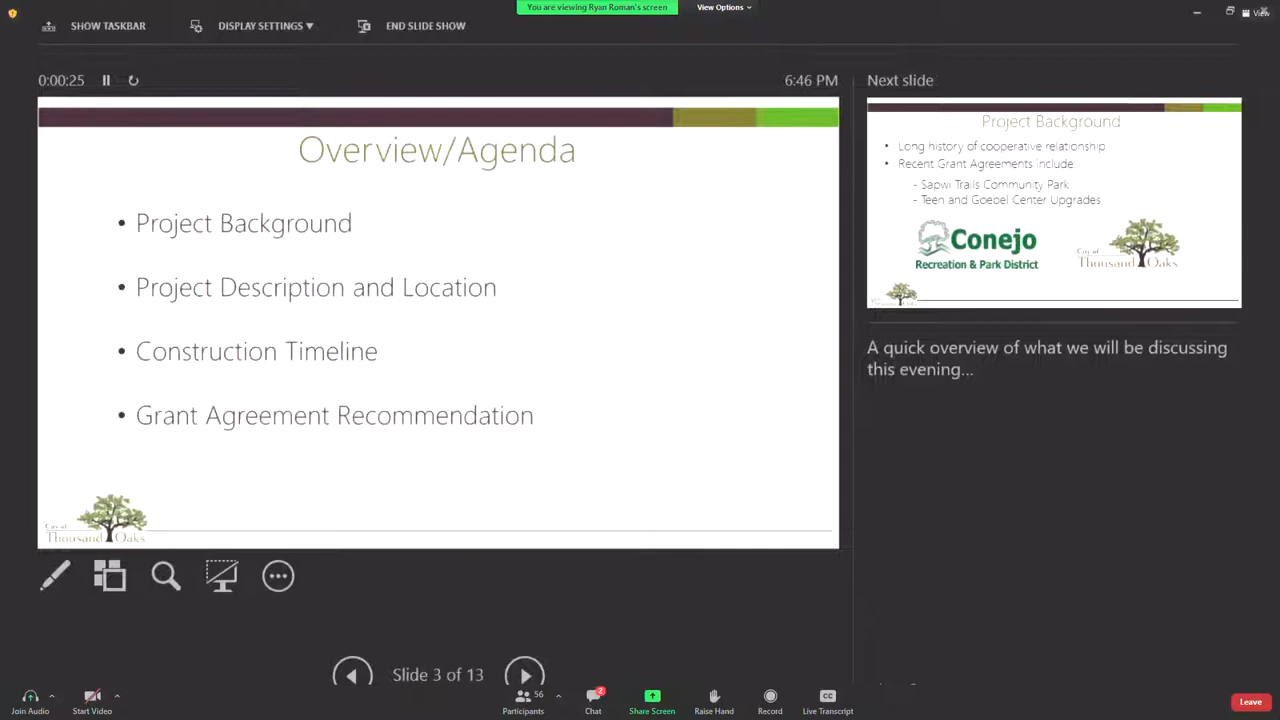 You are viewing Ryan Roman's screen
View Options
View
SHOW TASKBAR
DISPLAY SETTINGS
END SLIDE SHOW
0:00:25
6:46 PM
Next slide
Overview/Agenda
• Project Background
• Project Description and Location
• Construction Timeline
• Grant Agreement Recommendation
City of
Thousand Oaks
Project Background
• Long history of cooperative relationship
• Recent Grant Agreements include:
- Sapwi Trails Community Park
- Teen and Goebel Center Upgrades
Conejo
Recreation & Park District
City of
Thousand Oaks
A quick overview of what we will be discussing
this evening...
Slide 3 of 13
Join Audio
Start Video
56
Participants
2
Chat
Share Screen
Raise Hand
Record
CC
Live Transcript
Leave